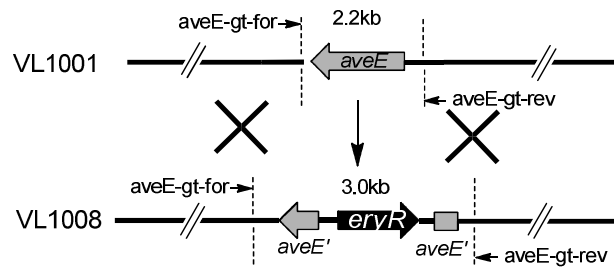 aveE-gt-for 2.2kb
VL1001 aveE
aveE-gt-rev
aveE-gt-for 3.0kb
VL1008 eryR
aveE' aveE'
aveE-gt-rev